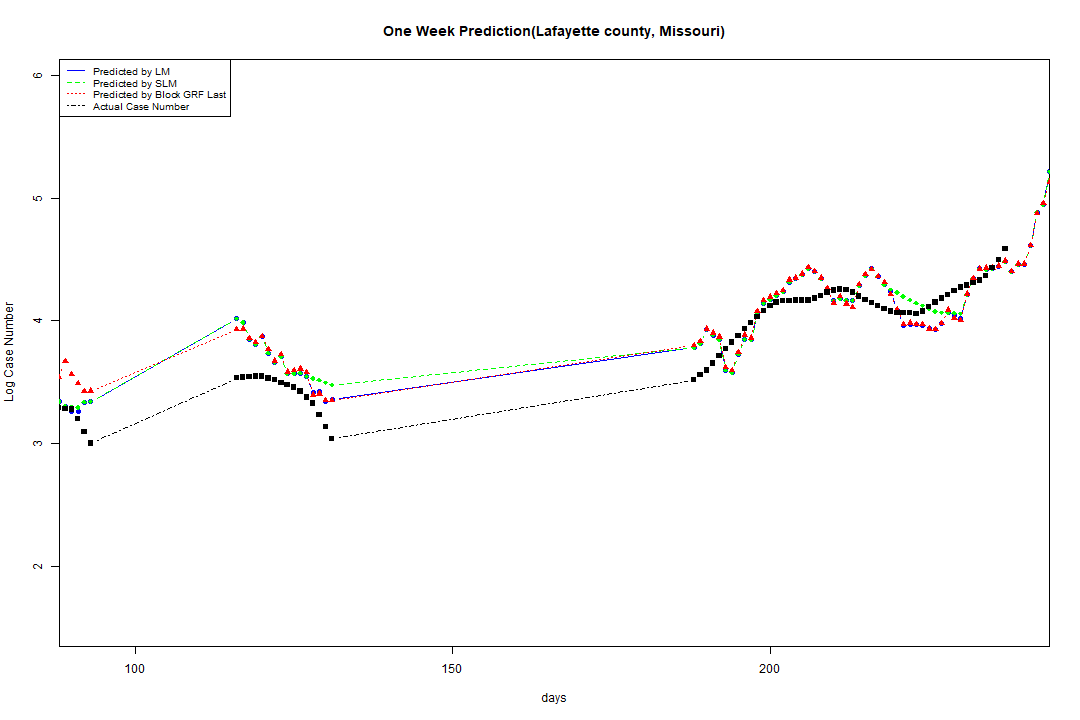 One Week Prediction(Lafayette county, Missouri)
Predicted by LM
Predicted by SLM
Predicted by Block GRF Last
Actual Case Number
6
5
4
3
2
Log Case Number
100 150 200
days